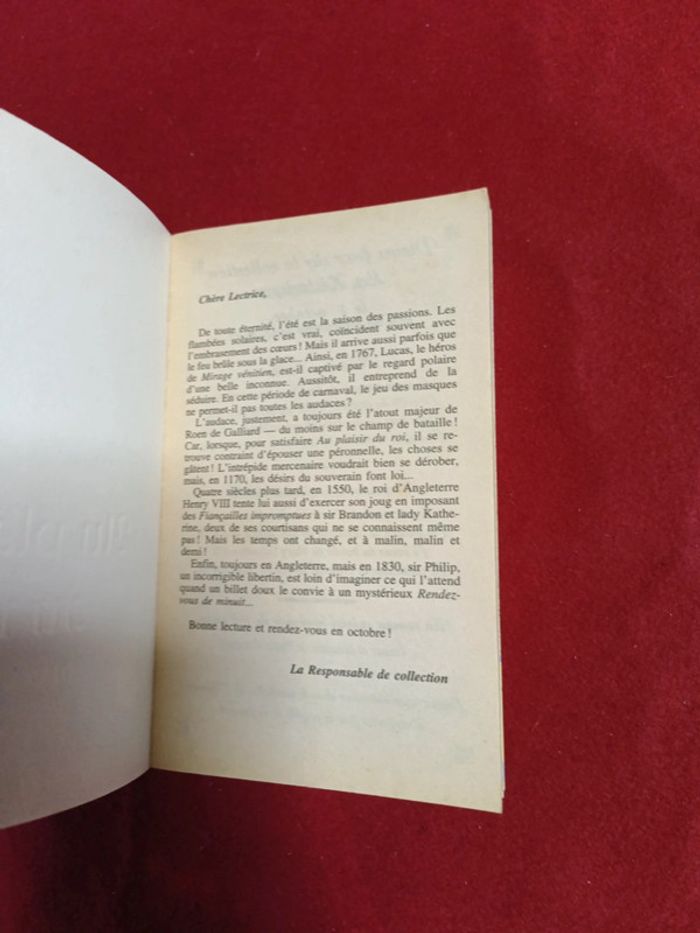 Chère Lectrice,
De toute éternité, l'été est la saison des passions. Les
flambées solaires, c'est vrai, coïncident souvent avec
l'embrasement des cœurs ! Mais il arrive aussi parfois que
le feu brûle sous la glace... Ainsi, en 1767, Lucas, le héros
de Mirage vénitien, est-il captivé par le regard polaire
d'une belle inconnue. Aussitôt, il entreprend de la
séduire. En cette période de carnaval, le jeu des masques
ne permet-il pas toutes les audaces ?
L'audace, justement, a toujours été l'atout majeur de
Roen de Galliard — du moins sur le champ de bataille !
Car, lorsque, pour satisfaire Au plaisir du roi, il se re-
trouve contraint d'épouser une péronnelle, les choses se
gâtent ! L'intrépide mercenaire voudrait bien se dérober,
mais, en 1170, les désirs du souverain font loi...
Quatre siècles plus tard, en 1550, le roi d'Angleterre
Henry VIII tente lui aussi d'exercer son joug en imposant
des Fiançailles impromptues à sir Brandon et lady Kathe-
rine, deux de ses courtisans qui ne se connaissent même
pas ! Mais les temps ont changé, et à malin, malin et
demi !
Enfin, toujours en Angleterre, mais en 1830, sir Philip,
un incorrigible libertin, est loin d'imaginer ce qui l'attend
quand un billet doux le convie à un mystérieux Rendez-
vous de minuit...
Bonne lecture et rendez-vous en octobre !
La Responsable de collection